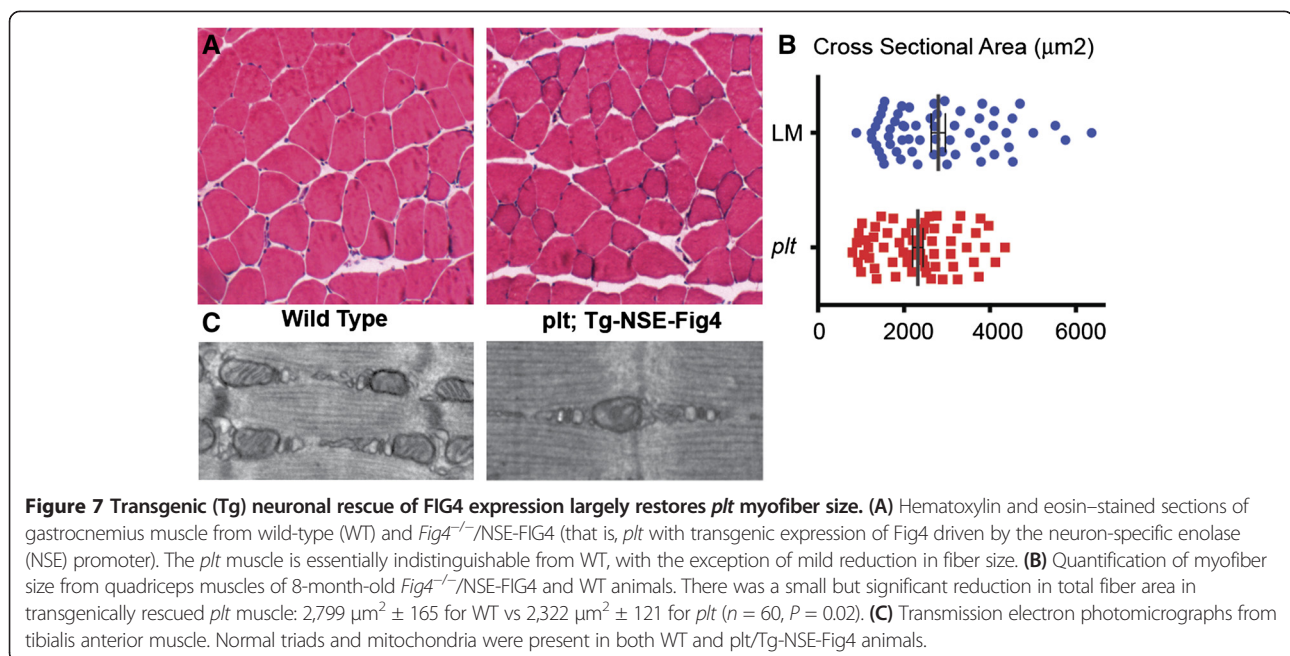 A
B Cross Sectional Area (μm2)
LM
plt
0 2000 4000 6000
C Wild Type plt; Tg-NSE-Fig4
Figure 7 Transgenic (Tg) neuronal rescue of FIG4 expression largely restores plt myofiber size. (A) Hematoxylin and eosin–stained sections of
gastrocnemius muscle from wild-type (WT) and Fig4−/−/NSE-FIG4 (that is, plt with transgenic expression of Fig4 driven by the neuron-specific enolase
(NSE) promoter). The plt muscle is essentially indistinguishable from WT, with the exception of mild reduction in fiber size. (B) Quantification of myofiber
size from quadriceps muscles of 8-month-old Fig4−/−/NSE-FIG4 and WT animals. There was a small but significant reduction in total fiber area in
transgenically rescued plt muscle: 2,799 μm2 ± 165 for WT vs 2,322 μm2 ± 121 for plt (n = 60, P = 0.02). (C) Transmission electron photomicrographs from
tibialis anterior muscle. Normal triads and mitochondria were present in both WT and plt/Tg-NSE-Fig4 animals.